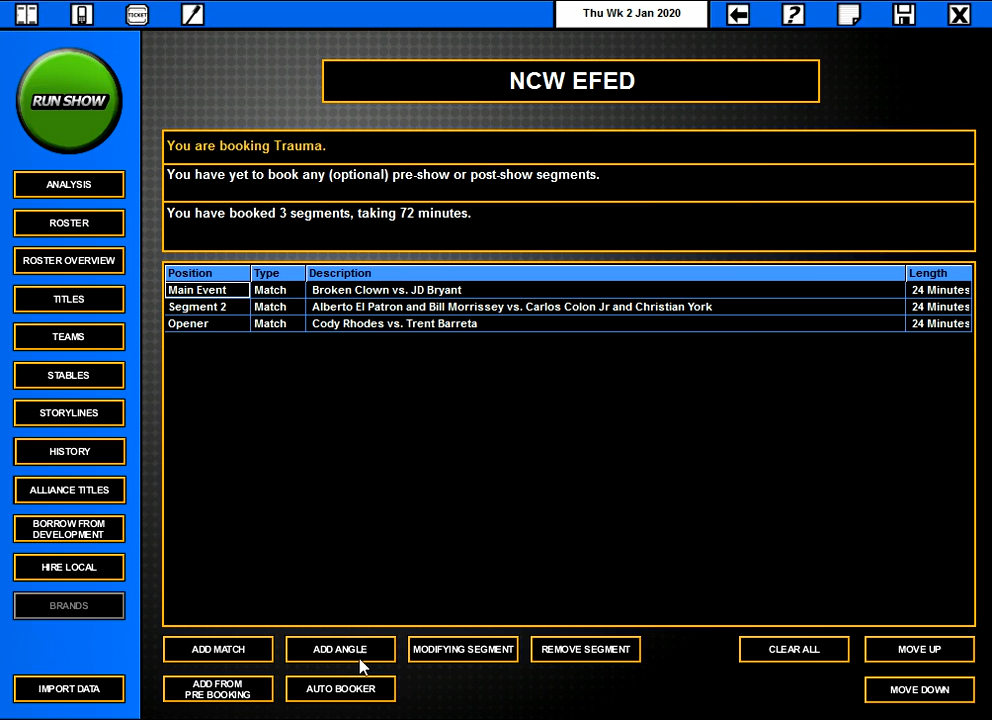 TICKET
Thu Wk 2 Jan 2020
?
X
RUN SHOW
NCW EFED
You are booking Trauma.
You have yet to book any (optional) pre-show or post-show segments.
You have booked 3 segments, taking 72 minutes.
ANALYSIS
ROSTER
ROSTER OVERVIEW
TITLES
TEAMS
STABLES
STORYLINES
HISTORY
ALLIANCE TITLES
BORROW FROM
DEVELOPMENT
HIRE LOCAL
BRANDS
IMPORT DATA
Position Type Description Length
Main Event Match Broken Clown vs. JD Bryant 24 Minutes
Segment 2 Match Alberto El Patron and Bill Morrissey vs. Carlos Colon Jr and Christian York 24 Minutes
Opener Match Cody Rhodes vs. Trent Barreta 24 Minutes
ADD MATCH ADD ANGLE MODIFYING SEGMENT REMOVE SEGMENT CLEAR ALL MOVE UP
ADD FROM
PRE BOOKING
AUTO BOOKER MOVE DOWN